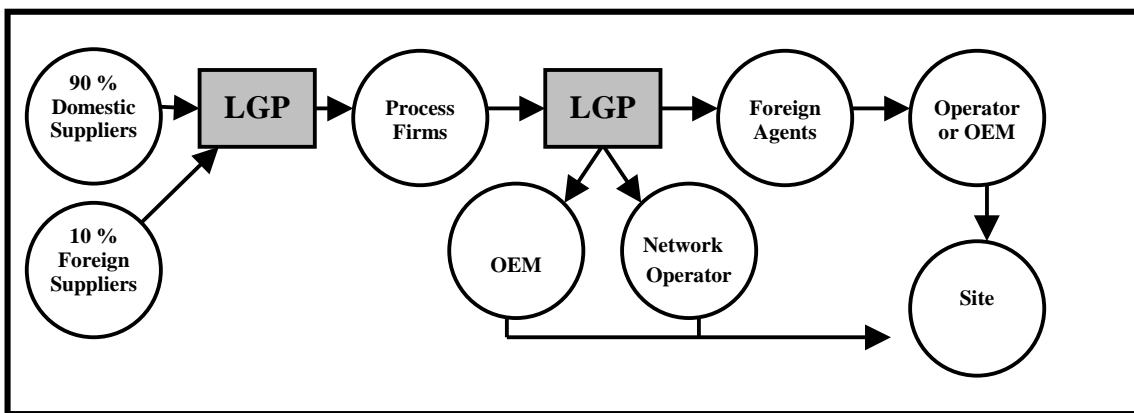 90 %
Domestic
Suppliers
LGP
Process
Firms
LGP
Foreign
Agents
Operator
or OEM
10 %
Foreign
Suppliers
OEM
Network
Operator
Site